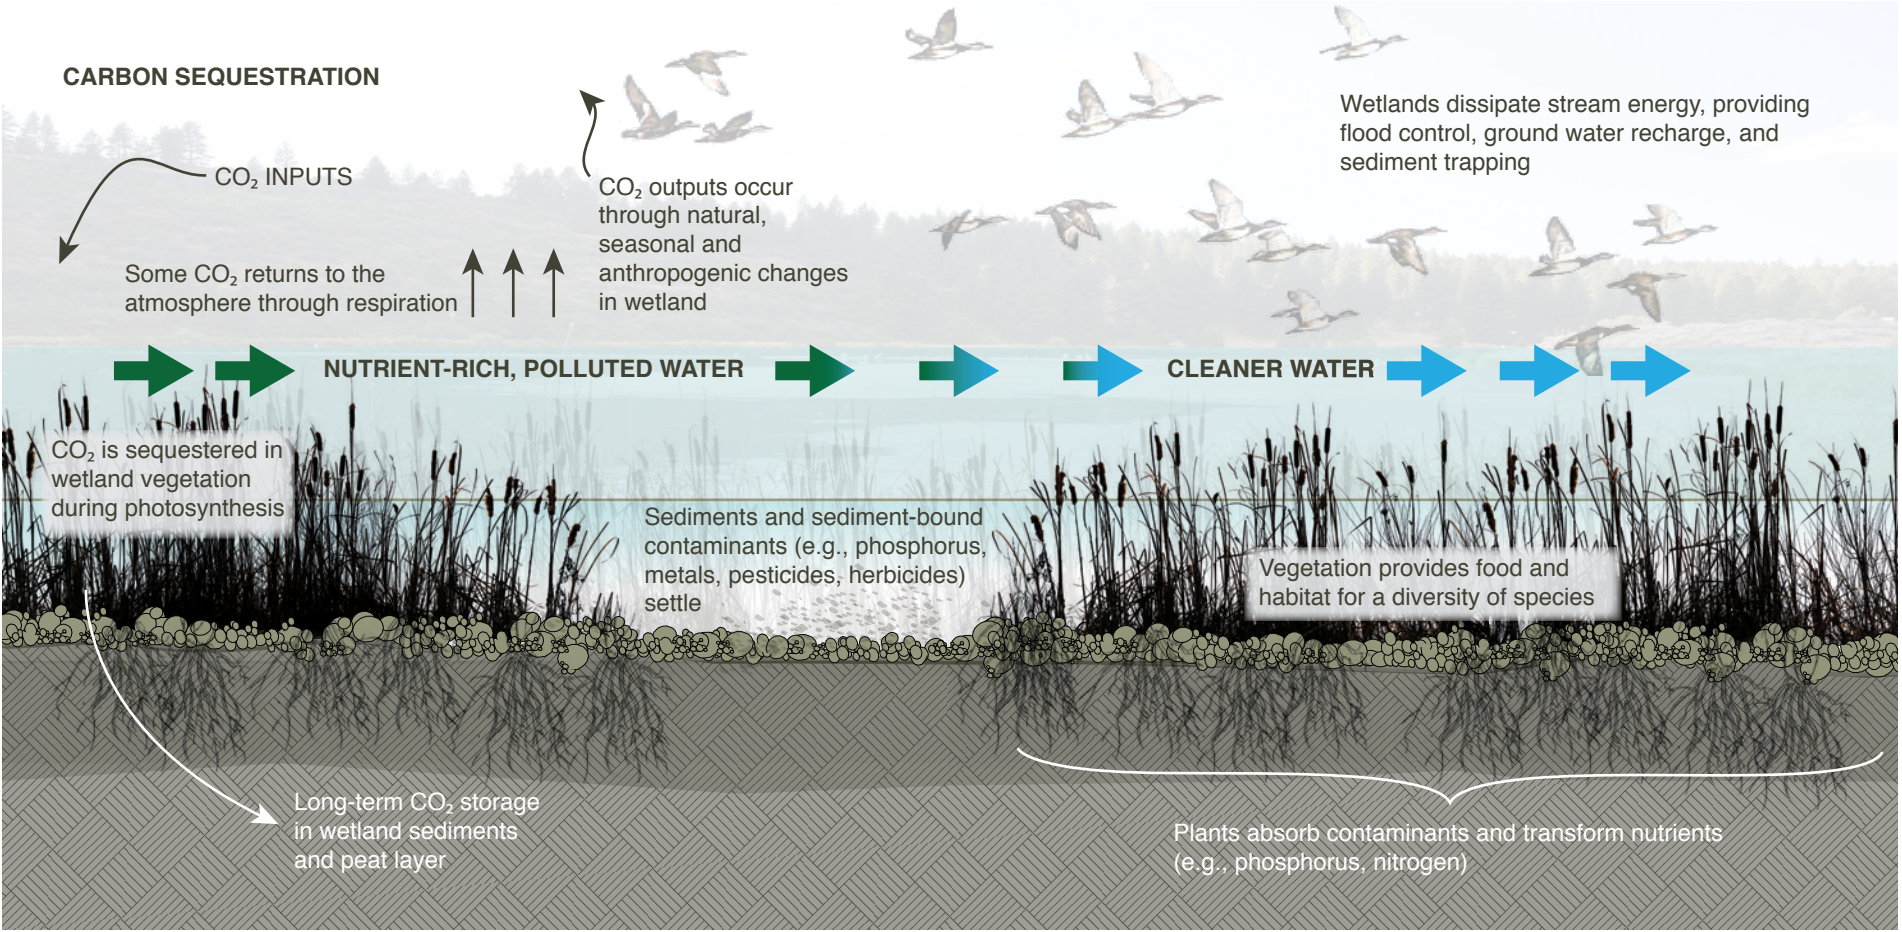 CARBON SEQUESTRATION
CO₂ INPUTS
Some CO₂ returns to the
atmosphere through respiration
CO₂ outputs occur
through natural,
seasonal and
anthropogenic changes
in wetland
Wetlands dissipate stream energy, providing
flood control, ground water recharge, and
sediment trapping
NUTRIENT-RICH, POLLUTED WATER
CLEANER WATER
CO₂ is sequestered in
wetland vegetation
during photosynthesis
Sediments and sediment-bound
contaminants (e.g., phosphorus,
metals, pesticides, herbicides)
settle
Vegetation provides food and
habitat for a diversity of species
Long-term CO₂ storage
in wetland sediments
and peat layer
Plants absorb contaminants and transform nutrients
(e.g., phosphorus, nitrogen)